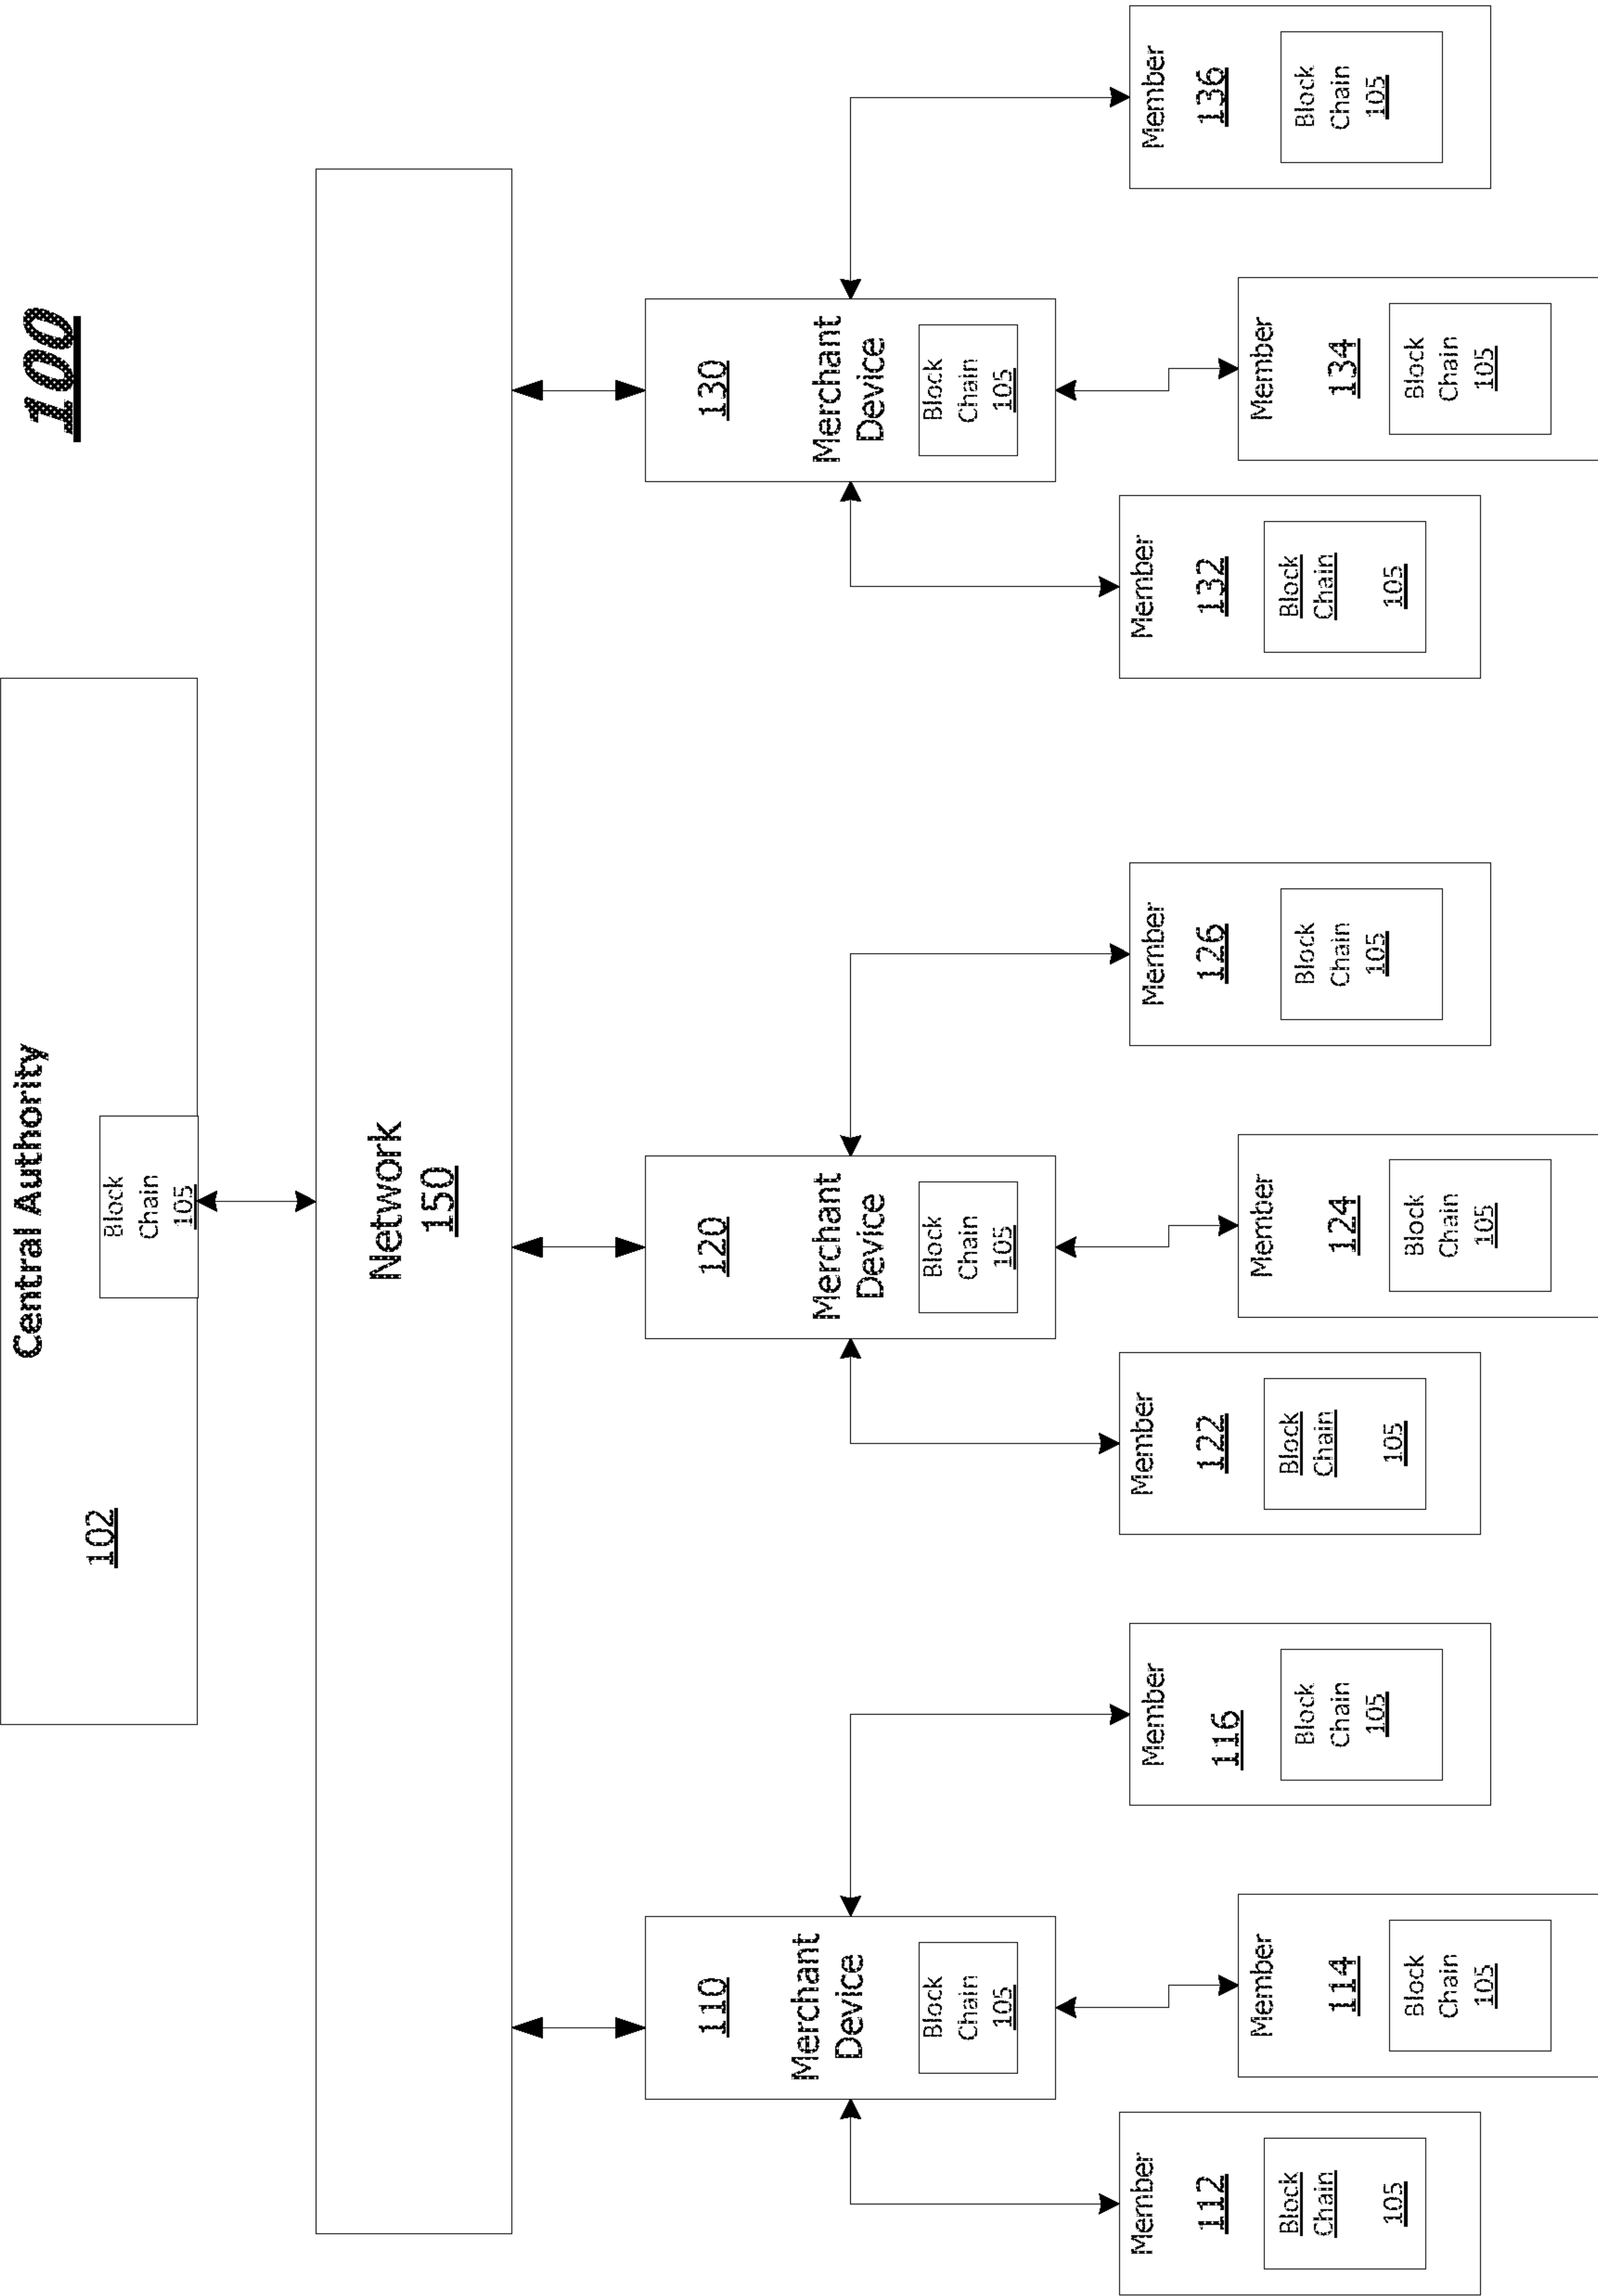 100
Central Authority
102
Block
Chain
105
Network
150
110
Merchant
Device
Block
Chain
105
120
Merchant
Device
Block
Chain
105
130
Merchant
Device
Block
Chain
105
Member
112
Block
Chain
105
Member
114
Block
Chain
105
Member
116
Block
Chain
105
Member
122
Block
Chain
105
Member
124
Block
Chain
105
Member
126
Block
Chain
105
Member
132
Block
Chain
105
Member
134
Block
Chain
105
Member
136
Block
Chain
105